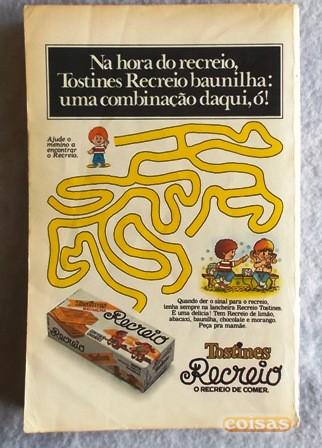 Na hora do recreio,
Tostines Recreio baunilha:
uma combinação daqui, ó!
Ajude o
menino a
encontrar
o Recreio.
Tostines
Recreio
Quando der o sinal para o recreio,
tenha sempre na lancheira Recreio Tostines.
É uma delícia! Tem Recreio de limão,
abacaxi, baunilha, chocolate e morango.
Peça pra mamãe.
Tostines
Recreio
O RECREIO DE COMER.
coisas